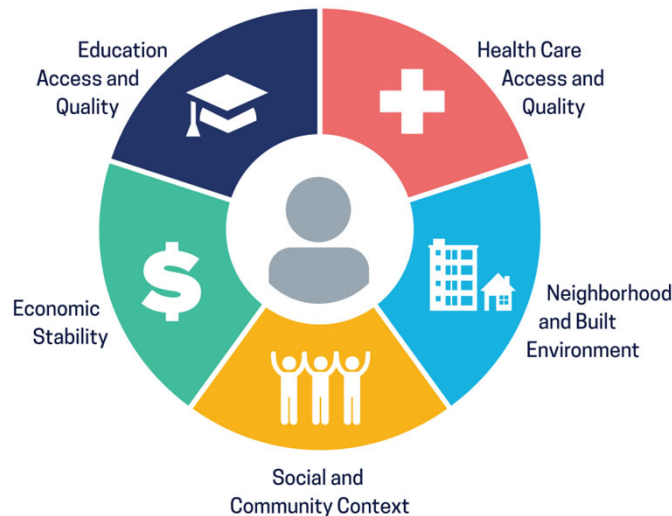 Education
Access and
Quality
Health Care
Access and
Quality
Economic
Stability
$
Neighborhood
and Built
Environment
Social and
Community Context